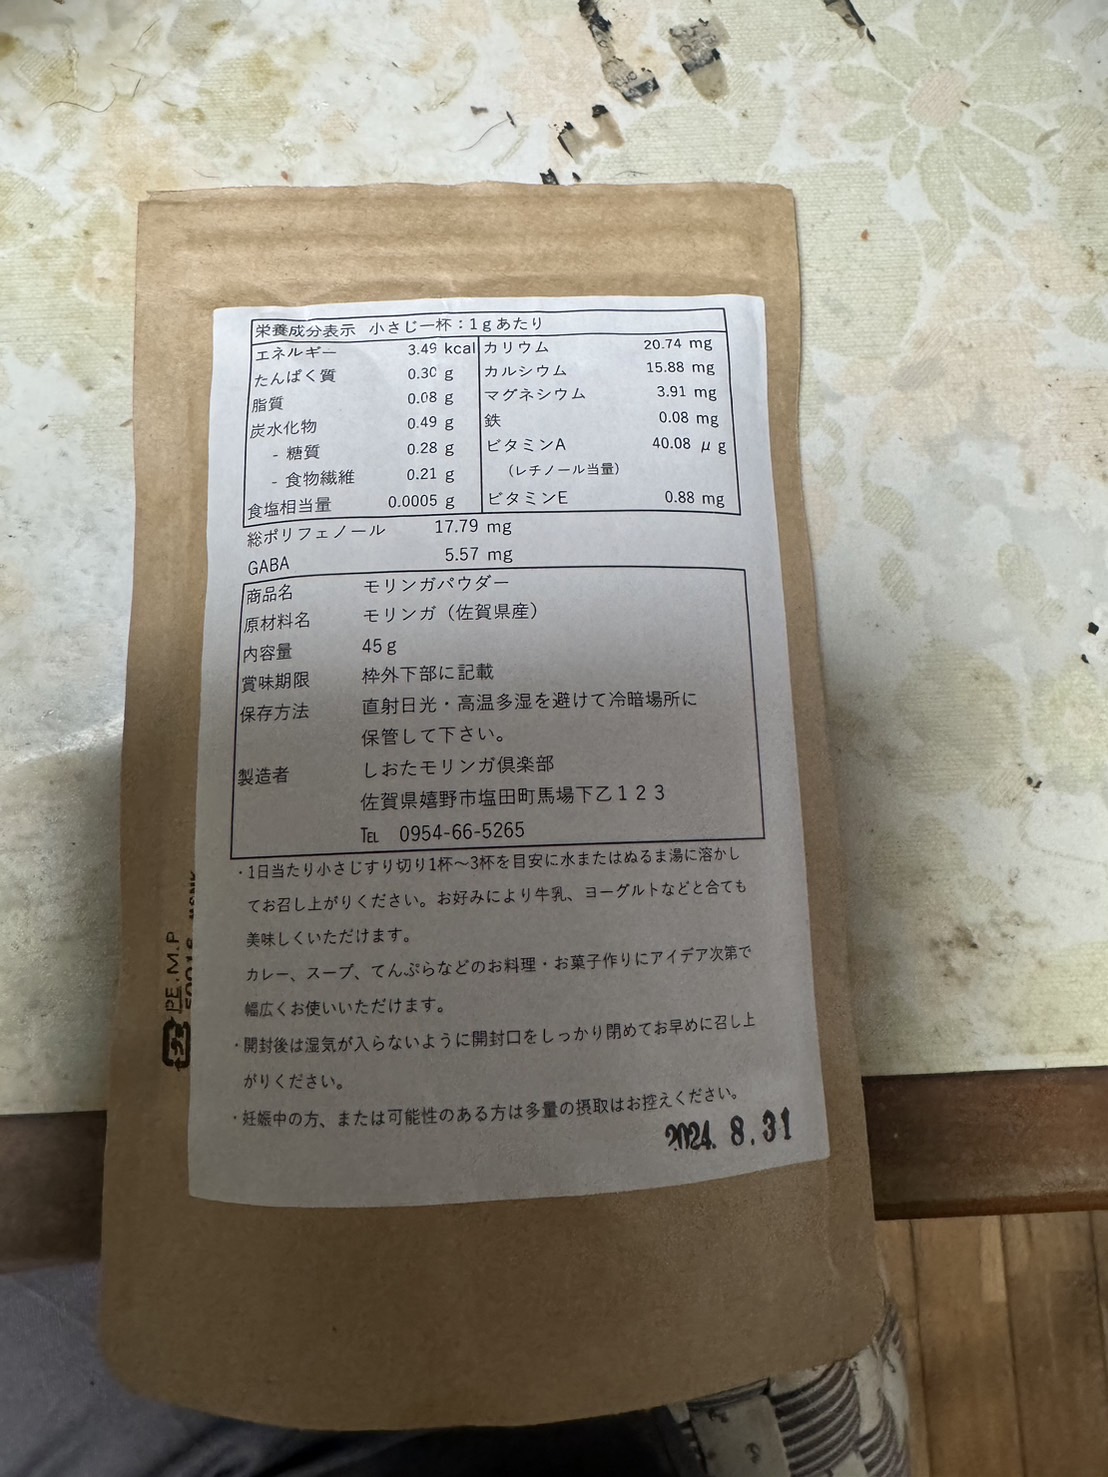 栄養成分表示 小さじ一杯:1gあたり
エネルギー 3.49 kcal
たんぱく質 0.30 g
脂質 0.08 g
炭水化物 0.49 g
- 糖質 0.28 g
- 食物繊維 0.21 g
食塩相当量 0.0005 g
カリウム 20.74 mg
カルシウム 15.88 mg
マグネシウム 3.91 mg
鉄 0.08 mg
ビタミンA 40.08 μg
(レチノール当量)
ビタミンE 0.88 mg
総ポリフェノール 17.79 mg
GABA 5.57 mg
商品名 モリンガパウダー
原材料名 モリンガ(佐賀県産)
内容量 45g
賞味期限 枠外下部に記載
保存方法 直射日光・高温多湿を避けて冷暗場所に
保管して下さい。
製造者 しおたモリンガ倶楽部
佐賀県嬉野市塩田町馬場下乙123
TEL 0954-66-5265
・1日当たり小さじすり切り1杯~3杯を目安に水またはぬるま湯に溶かし
てお召し上がりください。お好みにより牛乳、ヨーグルトなどと合ても
美味しくいただけます。
カレー、スープ、てんぷらなどのお料理・お菓子作りにアイデア次第で
幅広くお使いいただけます。
・開封後は湿気が入らないように開封口をしっかり閉めてお早めに召し上
がりください。
・妊娠中の方、または可能性のある方は多量の摂取はお控えください。
2024. 8. 31
PE.M.P